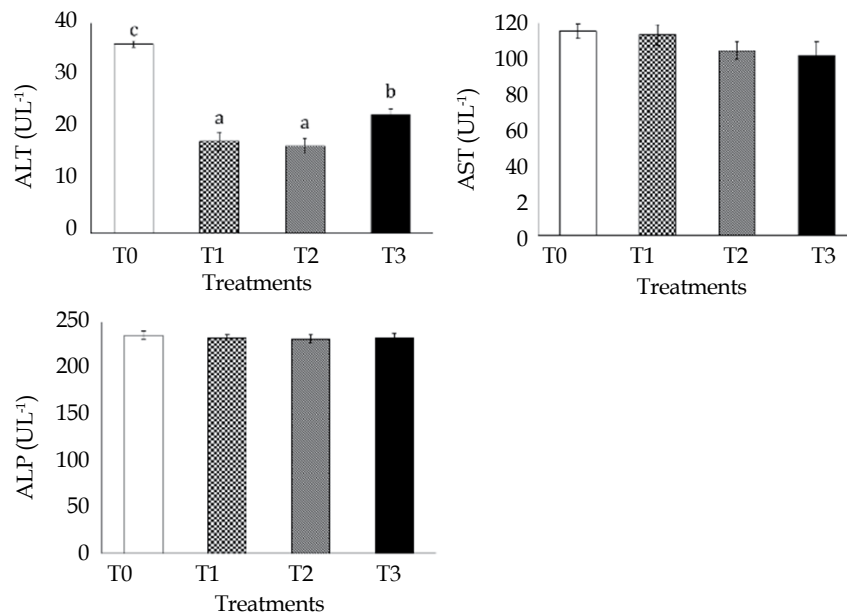 ALT (UL-1)
40
30
20
10
0
c
a
a
b
T0 T1 T2 T3
Treatments
AST (UL-1)
120
100
80
60
40
2
0
T0 T1 T2 T3
Treatments
ALP (UL-1)
250
200
150
100
50
0
T0 T1 T2 T3
Treatments